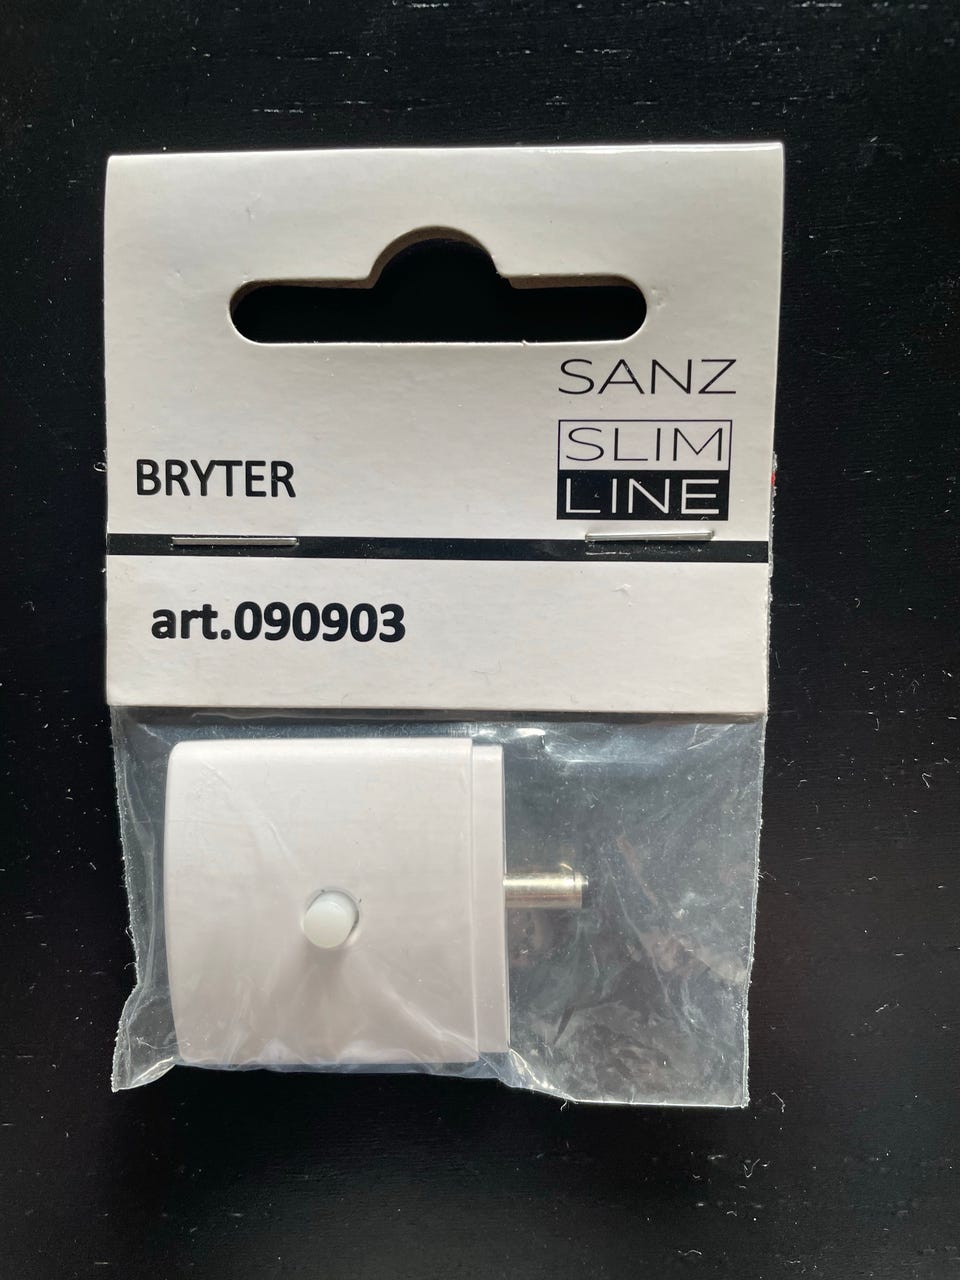 SANZ
SLIM
LINE
BRYTER
art.090903